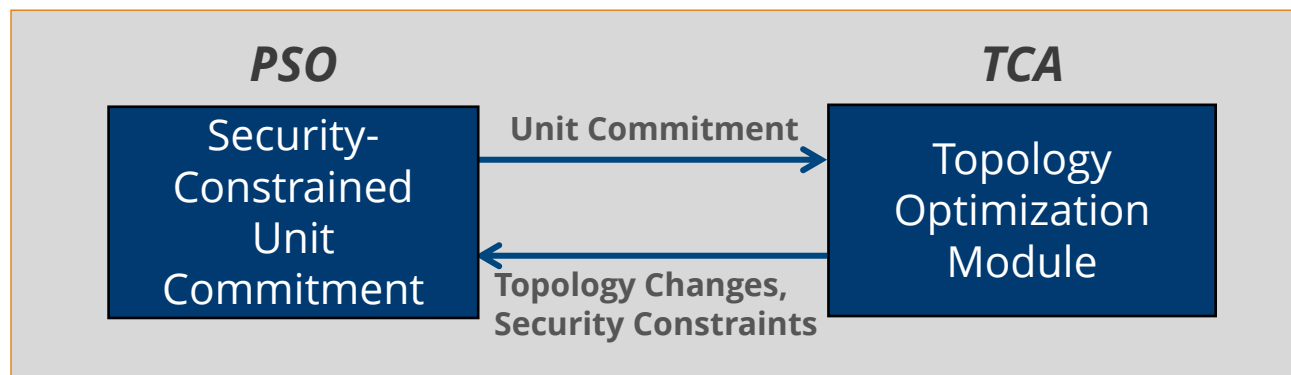 PSO
TCA
Security-
Constrained
Unit
Commitment
Unit Commitment
Topology Changes,
Security Constraints
Topology
Optimization
Module